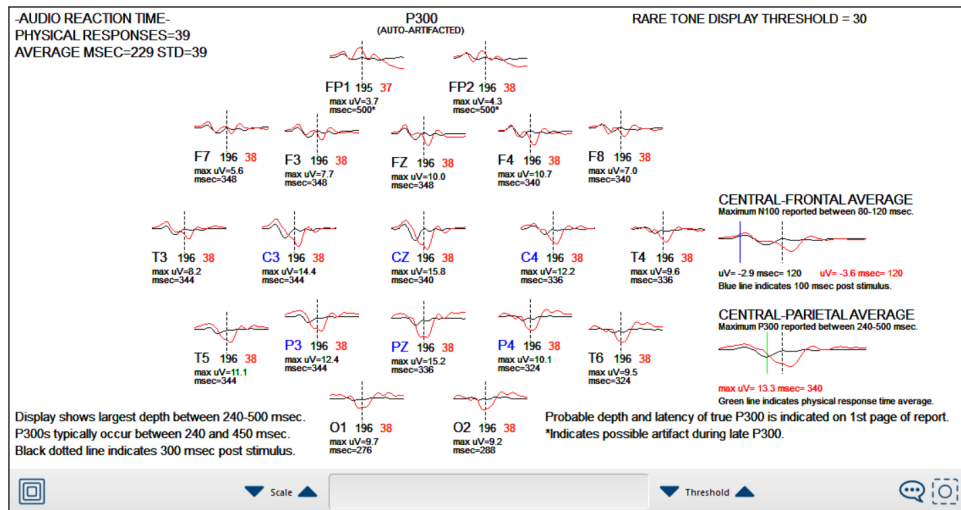 -AUDIO REACTION TIME-
PHYSICAL RESPONSES=39
AVERAGE MSEC=229 STD=39
P300
(AUTO-ARTIFACTED)
RARE TONE DISPLAY THRESHOLD = 30
FP1 195 37
max uV=3.7
msec=500*
FP2 196 38
max uV=4.3
msec=500*
F7 196 38
max uV=5.6
msec=348
F3 196 38
max uV=7.7
msec=348
FZ 196 38
max uV=10.0
msec=348
F4 196 38
max uV=10.7
msec=340
F8 196 38
max uV=7.0
msec=340
T3 196 38
max uV=8.2
msec=344
C3 196 38
max uV=14.4
msec=344
CZ 196 38
max uV=15.8
msec=340
C4 196 38
max uV=12.2
msec=336
T4 196 38
max uV=9.6
msec=336
T5 196 38
max uV=11.1
msec=344
P3 196 38
max uV=12.4
msec=344
PZ 196 38
max uV=15.2
msec=336
P4 196 38
max uV=10.1
msec=324
T6 196 38
max uV=9.5
msec=324
O1 196 38
max uV=9.7
msec=276
O2 196 38
max uV=9.2
msec=288
CENTRAL-FRONTAL AVERAGE
Maximum N100 reported between 80-120 msec.
uV= -2.9 msec= 120 uV= -3.6 msec= 120
Blue line indicates 100 msec post stimulus.
CENTRAL-PARIETAL AVERAGE
Maximum P300 reported between 240-500 msec.
max uV= 13.3 msec= 340
Green line indicates physical response time average.
Display shows largest depth between 240-500 msec.
P300s typically occur between 240 and 450 msec.
Black dotted line indicates 300 msec post stimulus.
Probable depth and latency of true P300 is indicated on 1st page of report.
*Indicates possible artifact during late P300.
Scale
Threshold